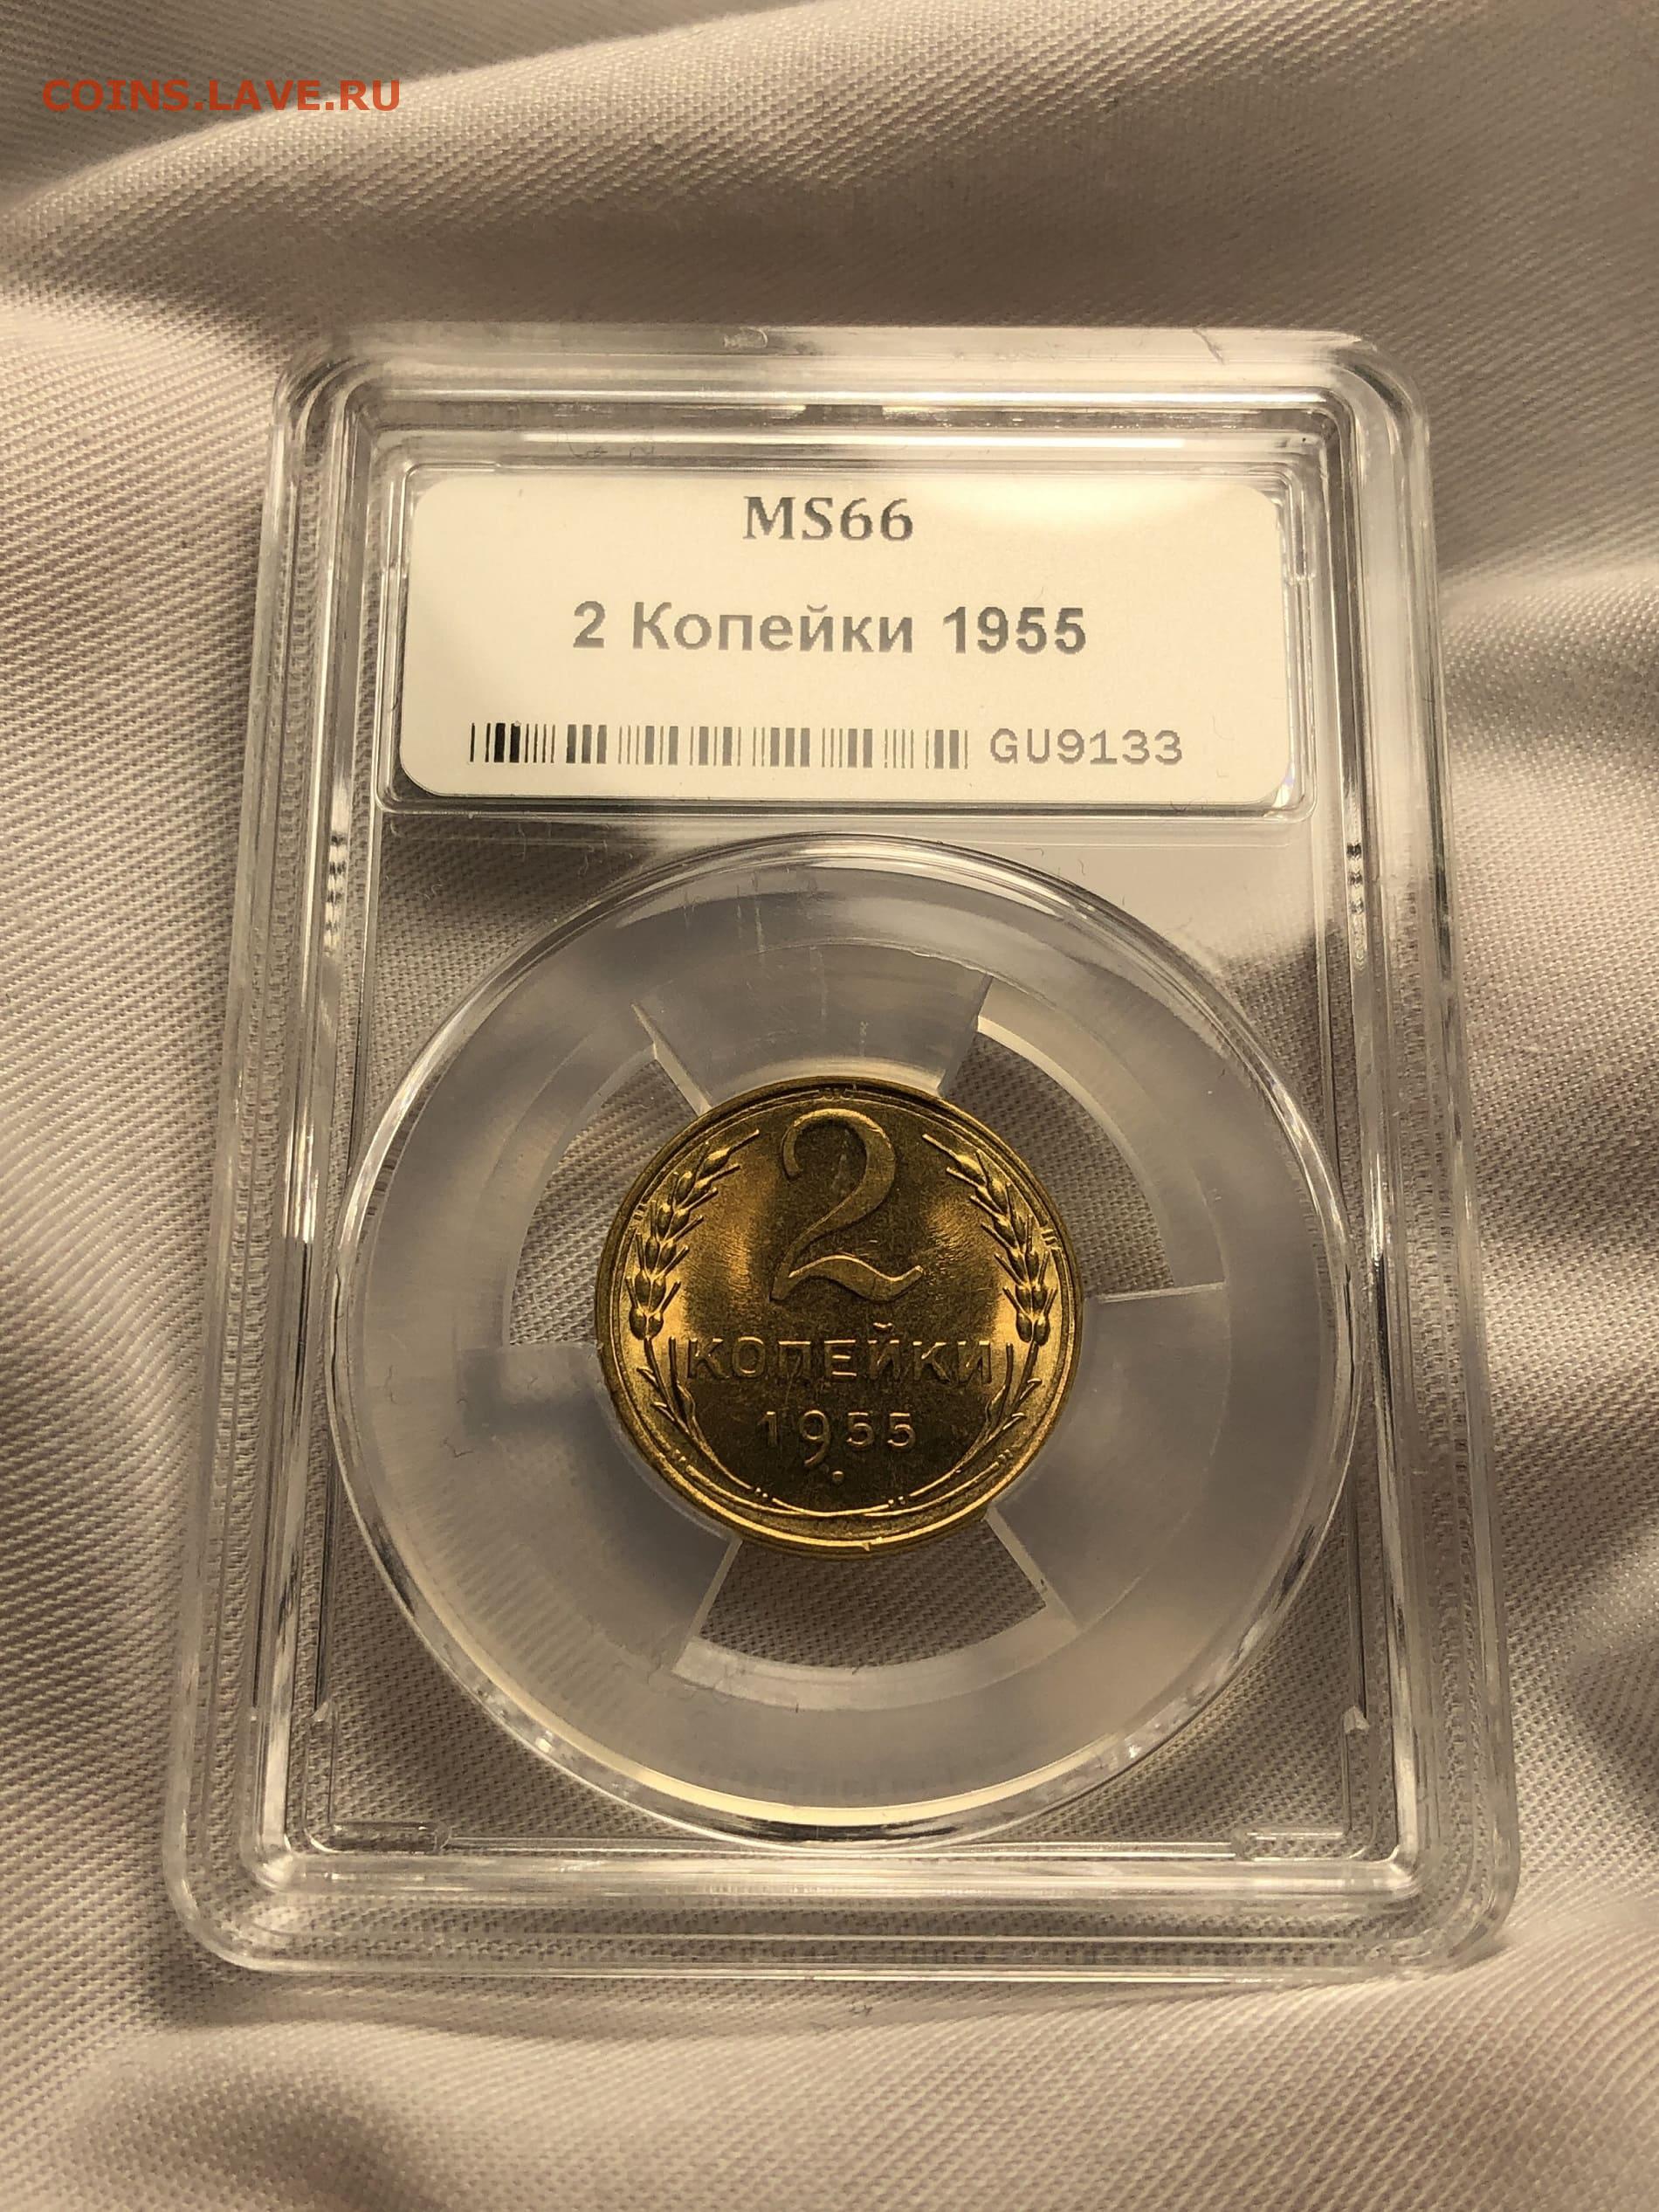 COINS.LAVE.RU
MS66
2 Копейки 1955
GU9133
2
КОПЕЙКИ
1955